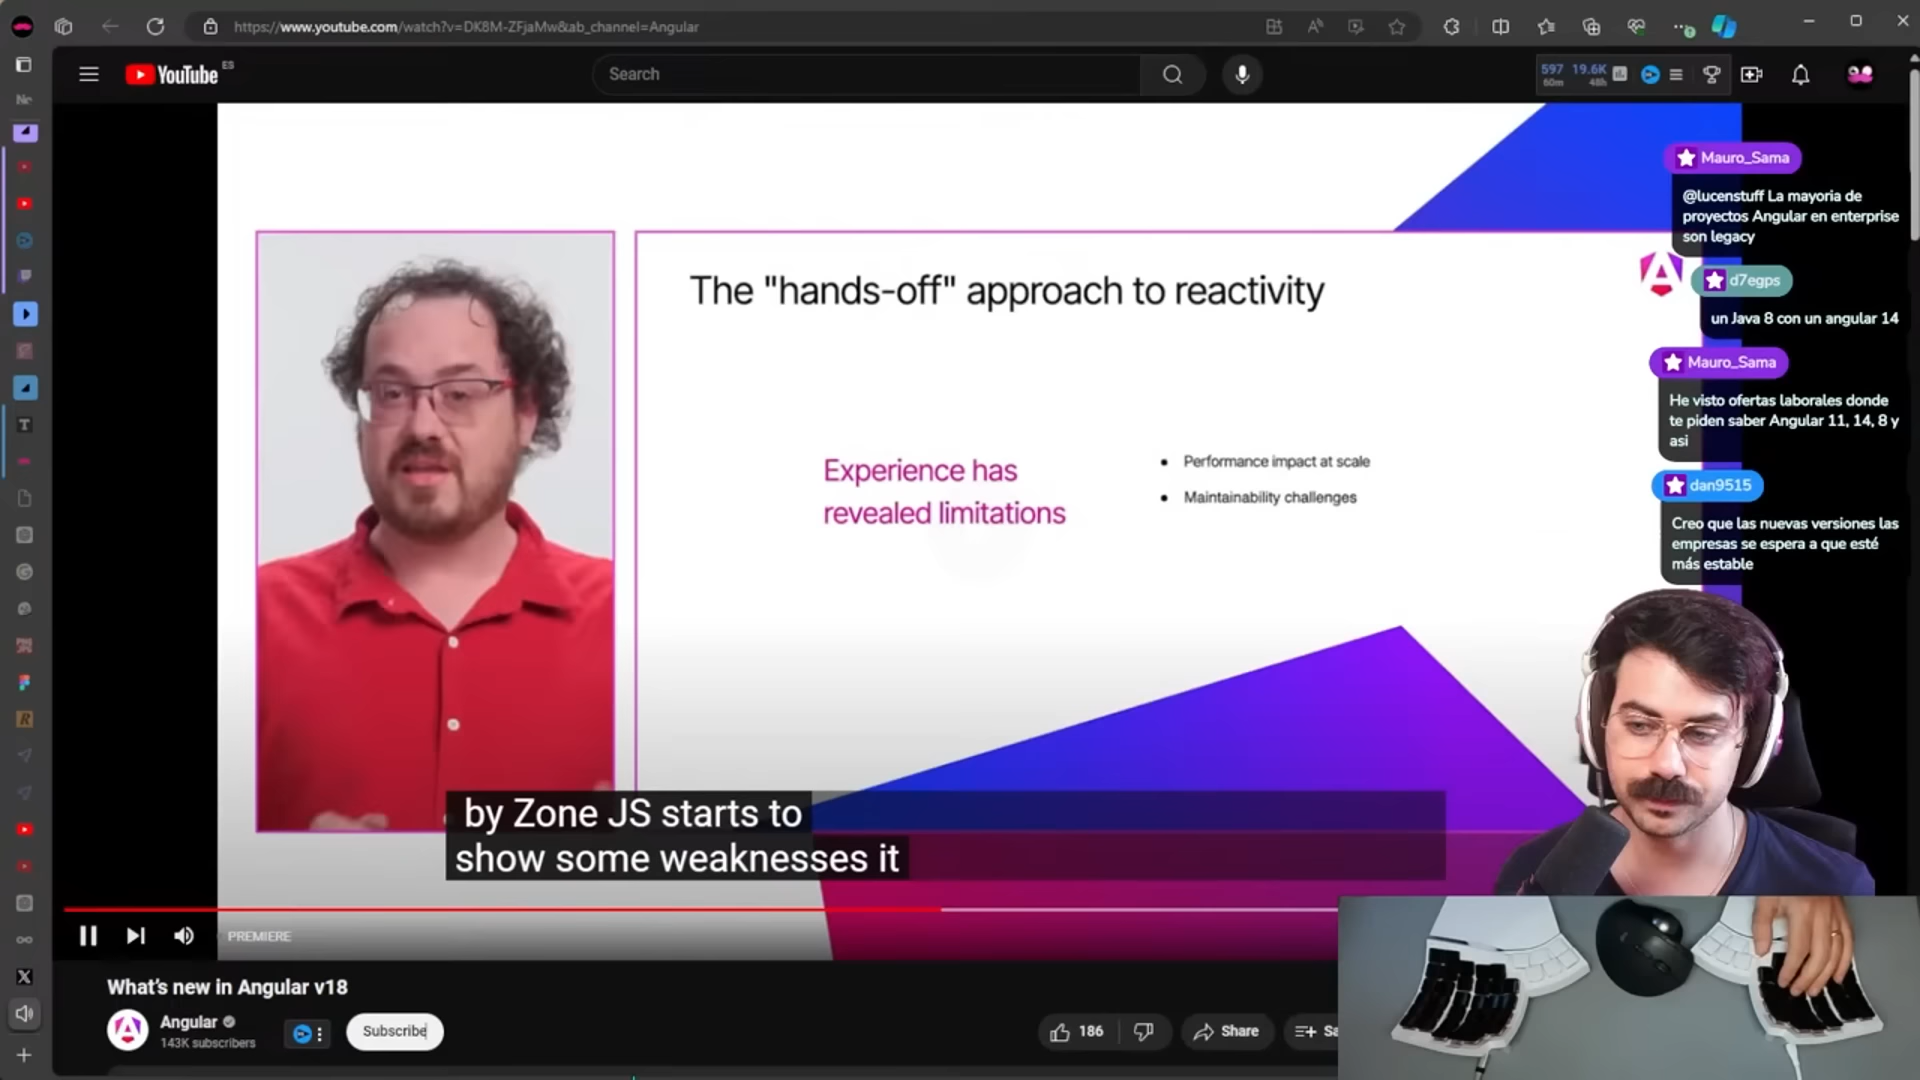 https://www.youtube.com/watch?v=DK8M-ZFjaMw&ab_channel=Angular
YouTube ES
Search
597 19.6K
60m 48h
The "hands-off" approach to reactivity
Experience has
revealed limitations
Performance impact at scale
Maintainability challenges
Mauro_Sama
@lucenstuff La mayoria de
proyectos Angular en enterprise
son legacy
d7egps
un Java 8 con un angular 14
Mauro_Sama
He visto ofertas laborales donde
te piden saber Angular 11, 14, 8 y
asi
dan9515
Creo que las nuevas versiones las
empresas se espera a que esté
más estable
by Zone JS starts to
show some weaknesses it
PREMIERE
What's new in Angular v18
Angular
143K subscribers
Subscribe
186
Share
Sa